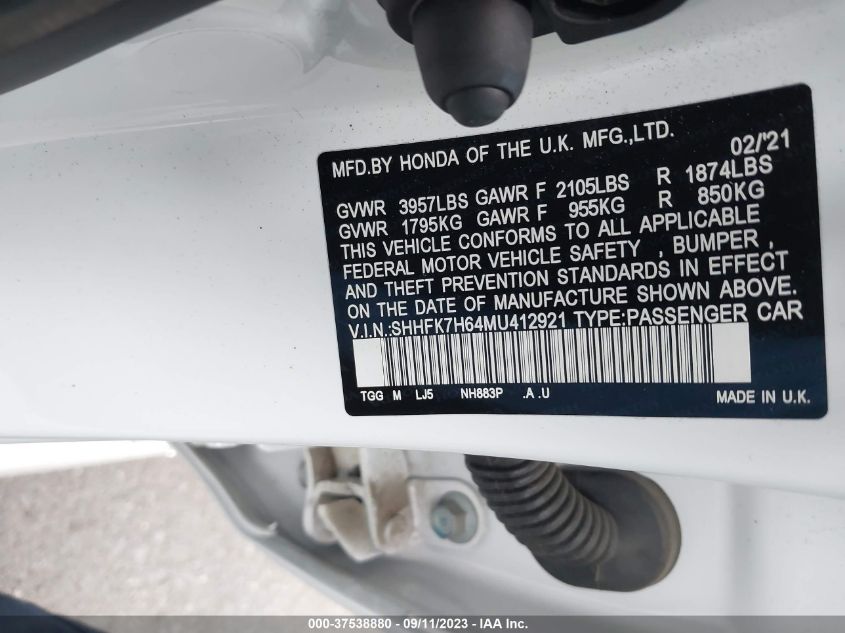 MFD.BY HONDA OF THE U.K. MFG.,LTD. 02/'21
GVWR 3957LBS GAWR F 2105LBS R 1874LBS
GVWR 1795KG GAWR F 955KG R 850KG
THIS VEHICLE CONFORMS TO ALL APPLICABLE
FEDERAL MOTOR VEHICLE SAFETY , BUMPER ,
AND THEFT PREVENTION STANDARDS IN EFFECT
ON THE DATE OF MANUFACTURE SHOWN ABOVE.
V.I.N.:SHHFK7H64MU412921 TYPE:PASSENGER CAR
TGG M LJ5 NH883P .A .U MADE IN U.K.
000-37538880 - 09/11/2023 - IAA Inc.